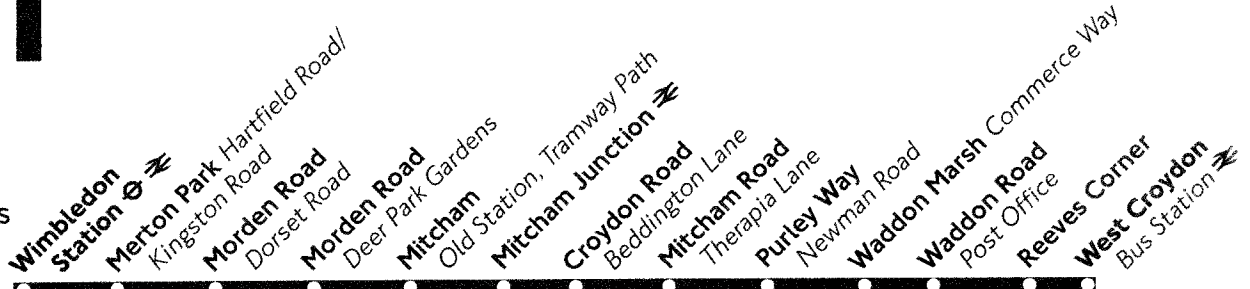 s
Wimbledon
Station
Merton Park Hartfield Road/
Kingston Road
Morden Road
Dorset Road
Morden Road
Deer Park Gardens
Mitcham
Old Station, Tramway Path
Mitcham Junction
Croydon Road
Beddington Lane
Mitcham Road
Therapia Lane
Purley Way
Newman Road
Waddon Marsh Commerce Way
Waddon Road
Post Office
Reeves Corner
West Croydon
Bus Station